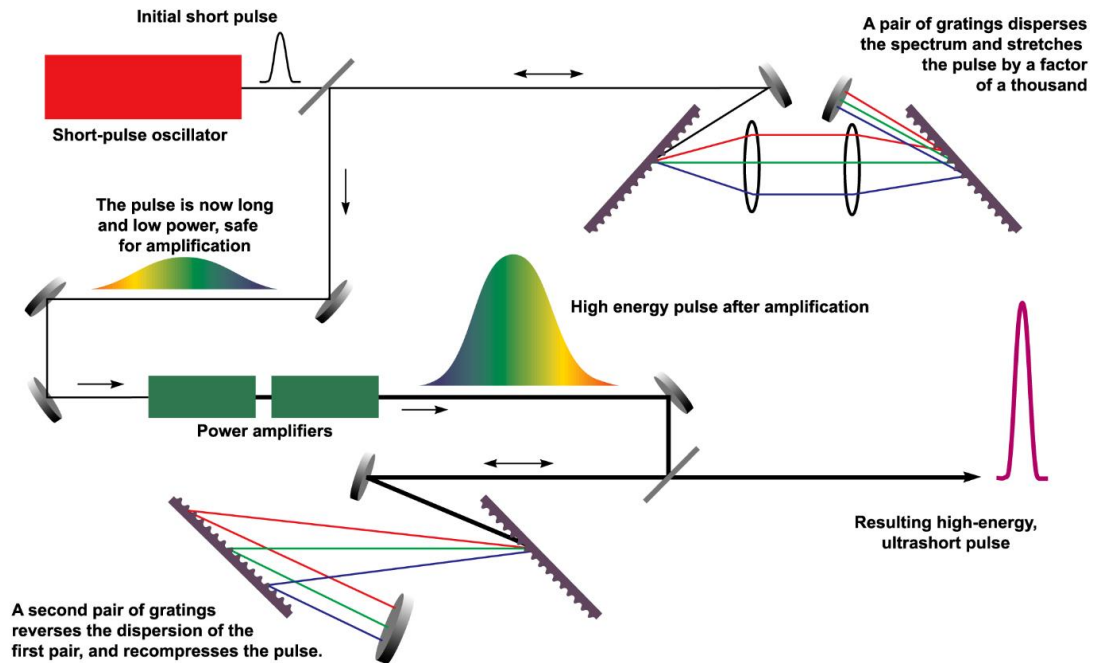 Initial short pulse
A pair of gratings disperses
the spectrum and stretches
the pulse by a factor
of a thousand
Short-pulse oscillator
The pulse is now long
and low power, safe
for amplification
High energy pulse after amplification
Power amplifiers
Resulting high-energy,
ultrashort pulse
A second pair of gratings
reverses the dispersion of the
first pair, and recompresses the pulse.